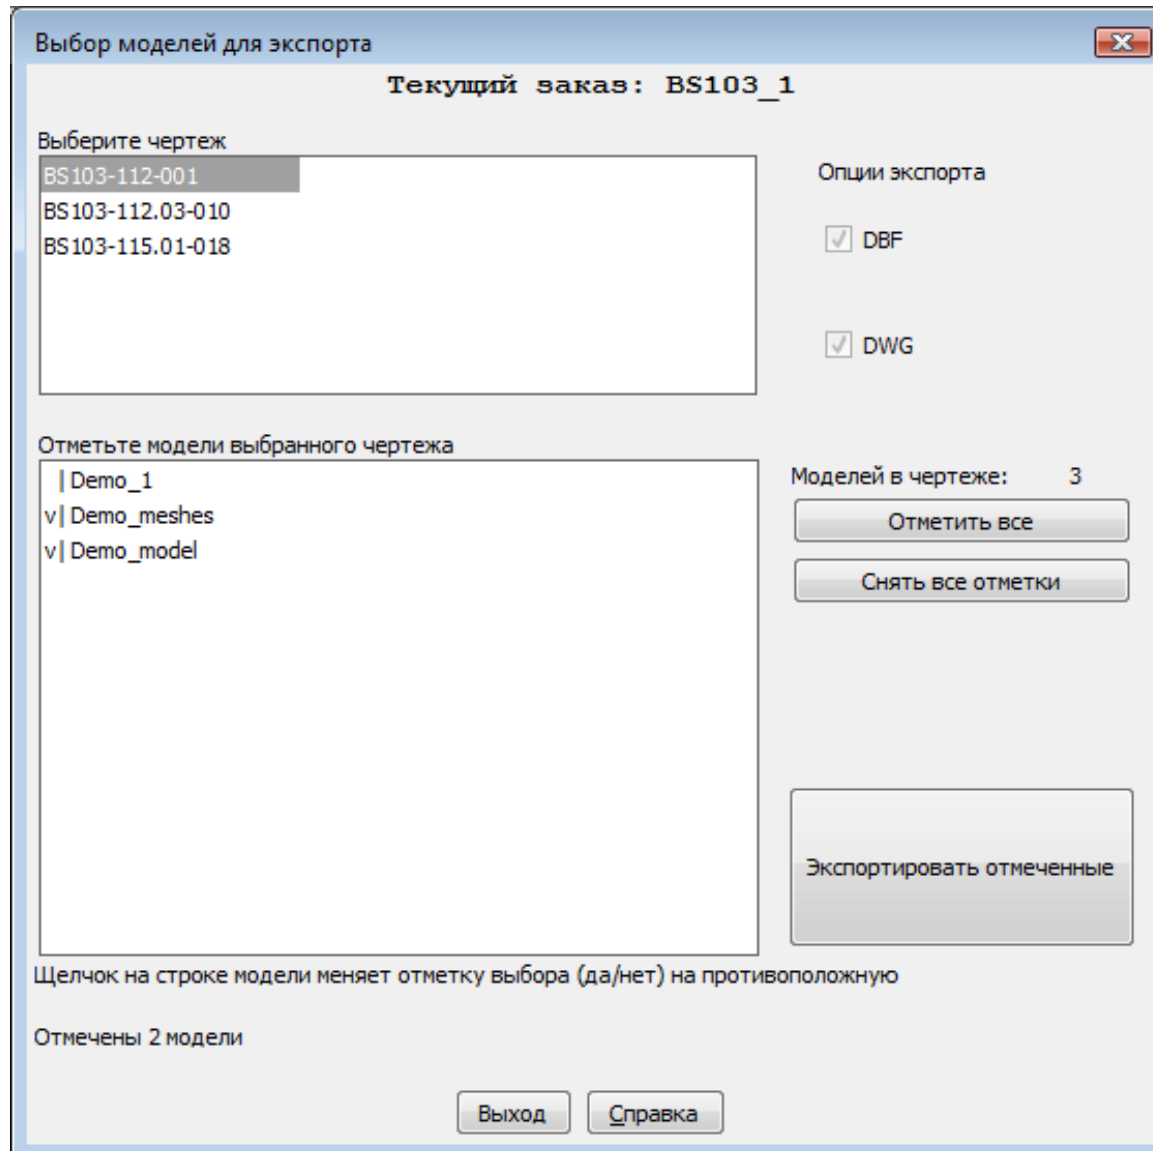 Выбор моделей для экспорта
Текущий заказ: BS103_1
Выберите чертеж
BS103-112-001
BS103-112.03-010
BS103-115.01-018
Опции экспорта
DBF
DWG
Отметьте модели выбранного чертежа
|Demo_1
v|Demo_meshes
v|Demo_model
Моделей в чертеже: 3
Отметить все
Снять все отметки
Экспортировать отмеченные
Щелчок на строке модели меняет отметку выбора (да/нет) на противоположную
Отмечены 2 модели
Выход Справка